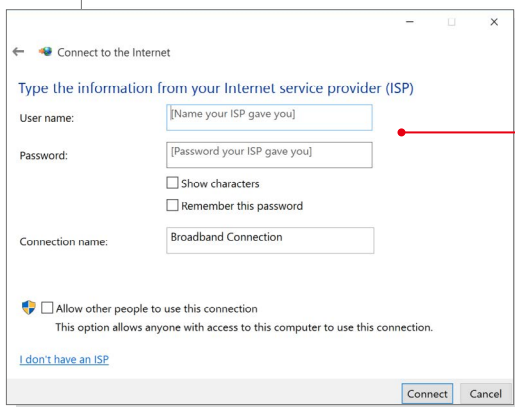 Connect to the Internet
Type the information from your Internet service provider (ISP)
User name: [Name your ISP gave you]
Password: [Password your ISP gave you]
Show characters
Remember this password
Connection name: Broadband Connection
Allow other people to use this connection
This option allows anyone with access to this computer to use this connection.
I don't have an ISP
Connect Cancel